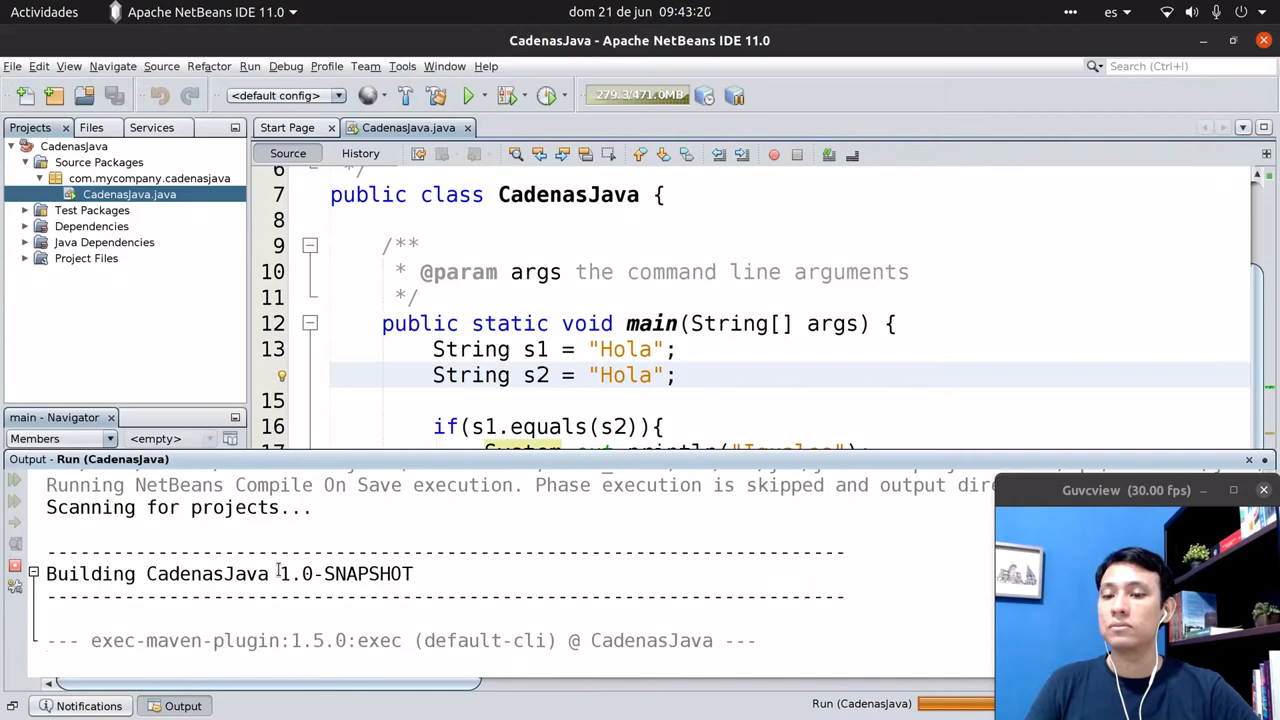 Actividades Apache NetBeans IDE 11.0 dom 21 de jun 09:43:20 es
CadenasJava - Apache NetBeans IDE 11.0
File Edit View Navigate Source Refactor Run Debug Profile Team Tools Window Help Search (Ctrl+I)
<default config> 279.3/471.0MB
Projects Files Services Start Page CadenasJava.java
CadenasJava Source History
Source Packages
com.mycompany.cadenasjava
CadenasJava.java
Test Packages
Dependencies
Java Dependencies
Project Files
6 */
7 public class CadenasJava {
8
9 /**
10 * @param args the command line arguments
11 */
12 public static void main(String[] args) {
13 String s1 = "Hola";
String s2 = "Hola";
15
16 if(s1.equals(s2)){
17 System.out.println("Iguales");
main - Navigator
Members <empty>
Output - Run (CadenasJava)
Running NetBeans Compile On Save execution. Phase execution is skipped and output dire
Scanning for projects...
------------------------------------------------------------------------
Building CadenasJava 1.0-SNAPSHOT
------------------------------------------------------------------------
--- exec-maven-plugin:1.5.0:exec (default-cli) @ CadenasJava ---
Guvcview (30.00 fps)
Notifications Output Run (CadenasJava)